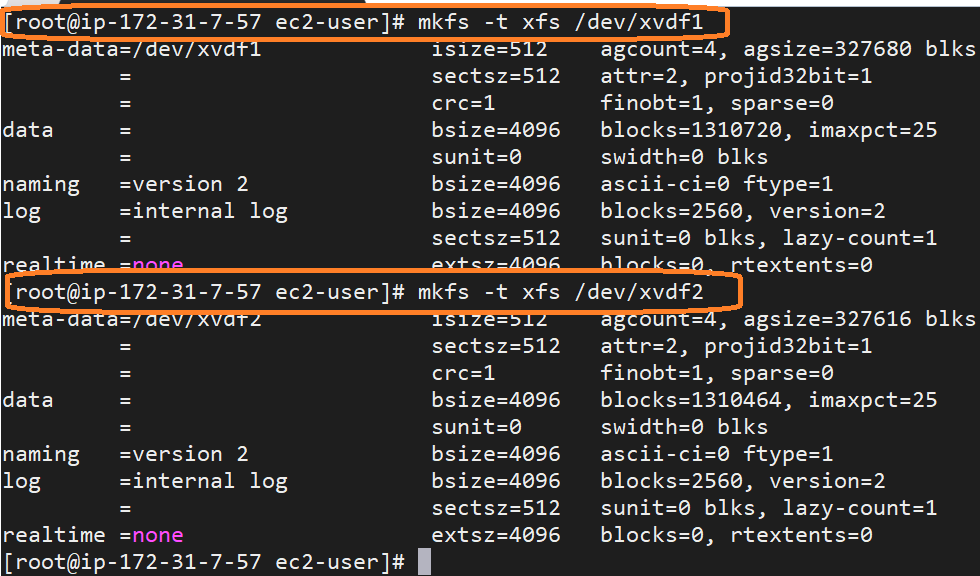 [root@ip-172-31-7-57 ec2-user]# mkfs -t xfs /dev/xvdf1
meta-data=/dev/xvdf1             isize=512    agcount=4, agsize=327680 blks
         =                       sectsz=512   attr=2, projid32bit=1
         =                       crc=1        finobt=1, sparse=0
data     =                       bsize=4096   blocks=1310720, imaxpct=25
         =                       sunit=0      swidth=0 blks
naming   =version 2              bsize=4096   ascii-ci=0 ftype=1
log      =internal log           bsize=4096   blocks=2560, version=2
         =                       sectsz=512   sunit=0 blks, lazy-count=1
realtime =none                   extsz=4096   blocks=0, rtextents=0
[root@ip-172-31-7-57 ec2-user]# mkfs -t xfs /dev/xvdf2
meta-data=/dev/xvdf2             isize=512    agcount=4, agsize=327616 blks
         =                       sectsz=512   attr=2, projid32bit=1
         =                       crc=1        finobt=1, sparse=0
data     =                       bsize=4096   blocks=1310464, imaxpct=25
         =                       sunit=0      swidth=0 blks
naming   =version 2              bsize=4096   ascii-ci=0 ftype=1
log      =internal log           bsize=4096   blocks=2560, version=2
         =                       sectsz=512   sunit=0 blks, lazy-count=1
realtime =none                   extsz=4096   blocks=0, rtextents=0
[root@ip-172-31-7-57 ec2-user]#